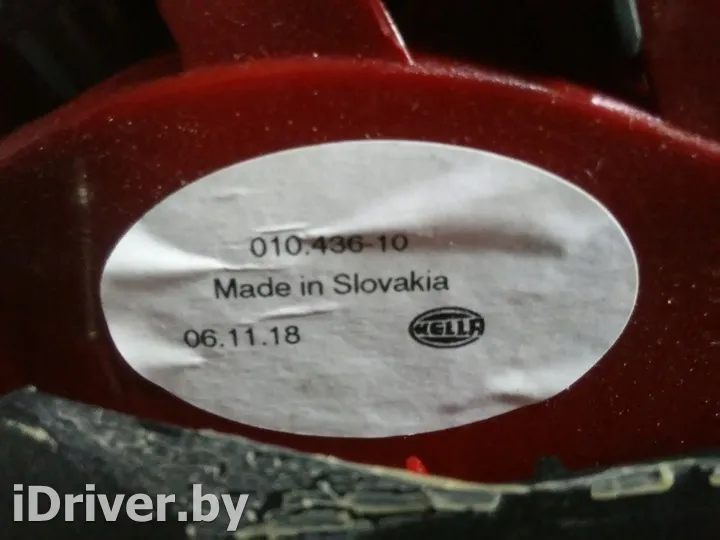 010.436-10
Made in Slovakia
06.11.18
HELLA
iDriver.by